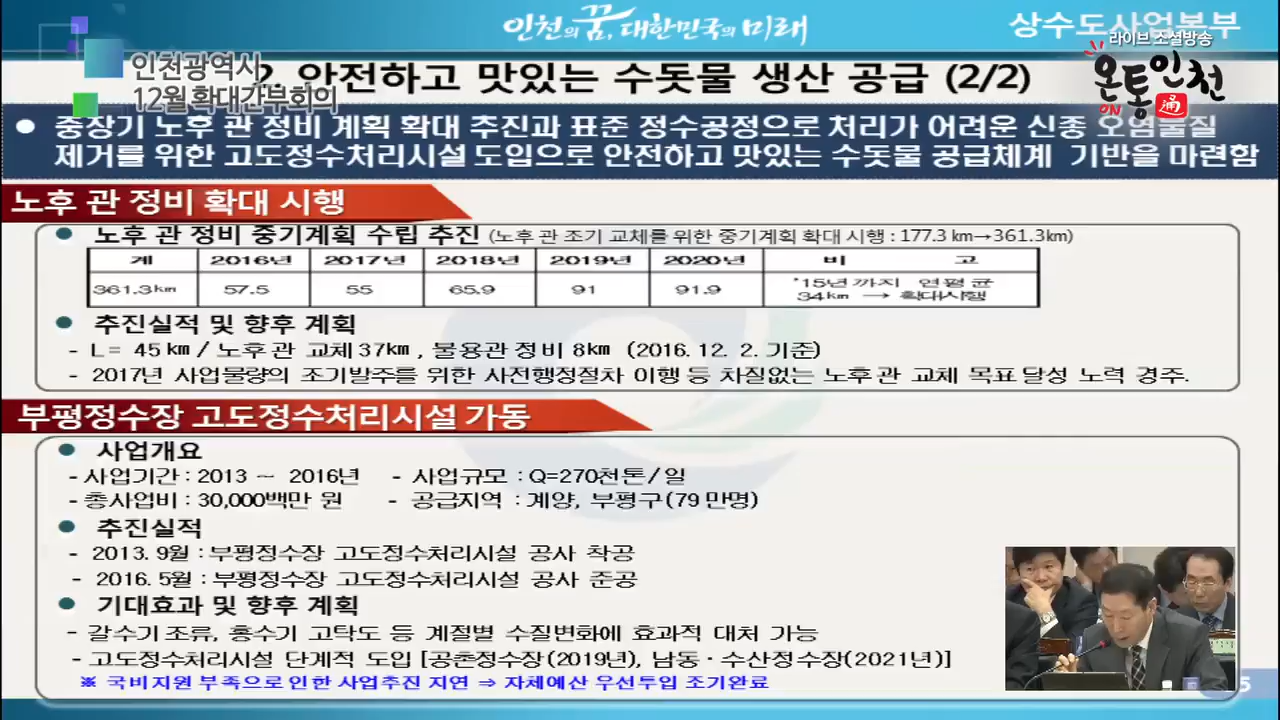 인천의 꿈, 대한민국의 미래
상수도사업본부
라이브 조셜방송
온통인천
ON
通
인천광역시
12월 확대간부회의
2. 안전하고 맛있는 수돗물 생산 공급 (2/2)
중장기 노후 관 정비 계획 확대 추진과 표준 정수공정으로 처리가 어려운 신종 오염물질
제거를 위한 고도정수처리시설 도입으로 안전하고 맛있는 수돗물 공급체계 기반을 마련함
노후 관 정비 확대 시행
노후 관 정비 중기계획 수립 추진 (노후 관 조기 교체를 위한 중기계획 확대 시행 : 177.3 km→361.3km)
계 2016년 2017년 2018년 2019년 2020년 비 고
361.3km 57.5 55 65.9 91 91.9 '15년까지 연평균
34km → 확대시행
추진실적 및 향후 계획
- L= 45㎞ / 노후관 교체 37㎞ , 불용관 정비 8㎞ (2016. 12. 2. 기준)
- 2017년 사업물량의 조기발주를 위한 사전행정절차 이행 등 차질없는 노후관 교체 목표 달성 노력 경주.
부평정수장 고도정수처리시설 가동
사업개요
- 사업기간 : 2013 ~ 2016년 - 사업규모 : Q=270천톤/일
- 총사업비 : 30,000백만 원 - 공급지역 : 계양, 부평구(79만명)
추진실적
- 2013. 9월 : 부평정수장 고도정수처리시설 공사 착공
- 2016. 5월 : 부평정수장 고도정수처리시설 공사 준공
기대효과 및 향후 계획
- 갈수기 조류, 홍수기 고탁도 등 계절별 수질변화에 효과적 대처 가능
- 고도정수처리시설 단계적 도입 [공촌정수장(2019년), 남동·수산정수장(2021년)]
※ 국비지원 부족으로 인한 사업추진 지연 ⇒ 자체예산 우선투입 조기완료
5